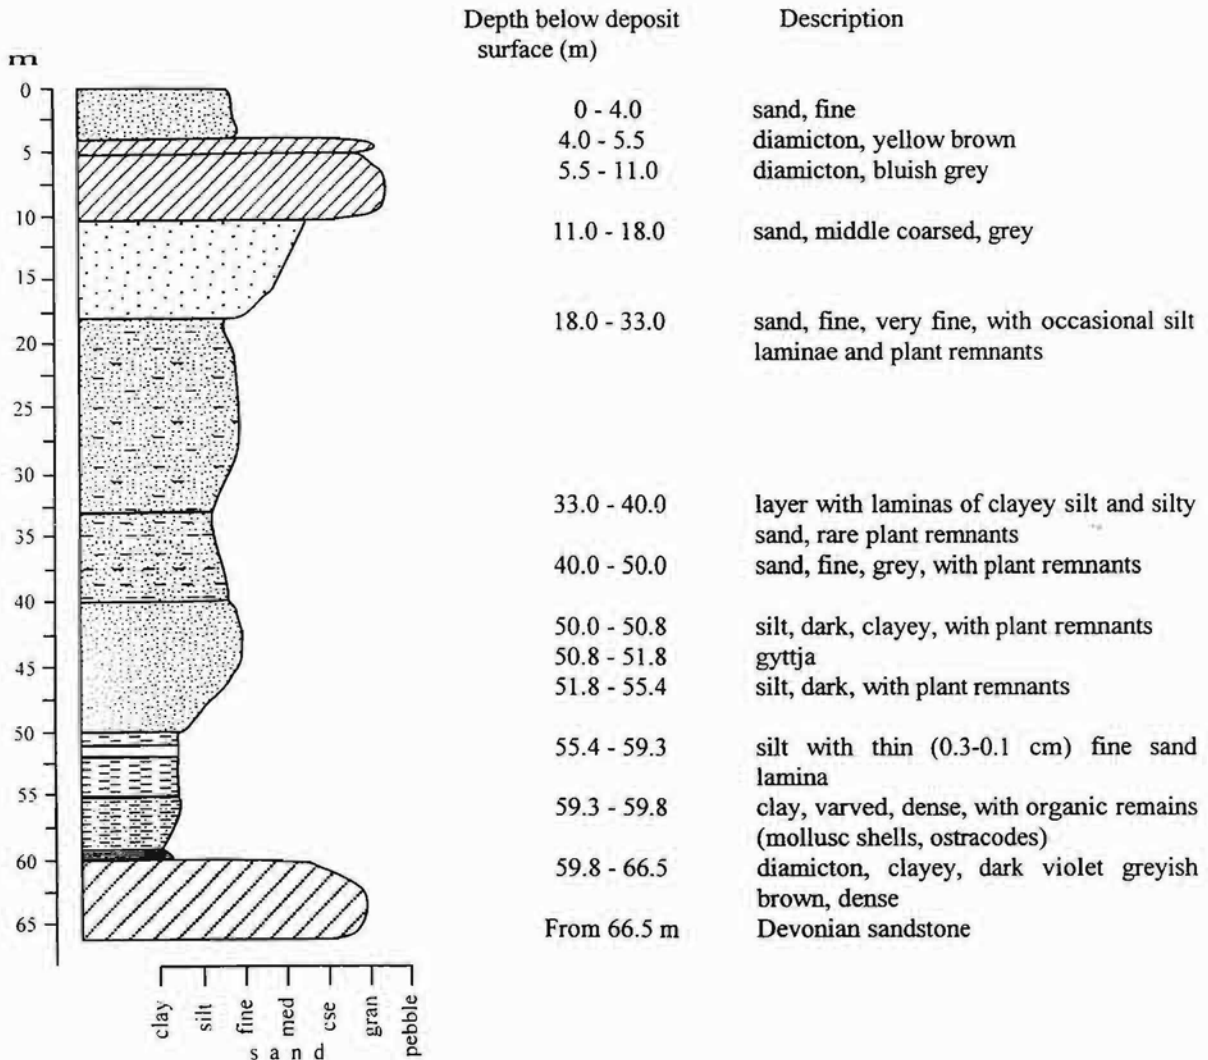 Depth below deposit Description
surface (m)
m
0
5
10
15
20
25
30
35
40
45
50
55
60
65
0 - 4.0 sand, fine
4.0 - 5.5 diamicton, yellow brown
5.5 - 11.0 diamicton, bluish grey
11.0 - 18.0 sand, middle coarsed, grey
18.0 - 33.0 sand, fine, very fine, with occasional silt
laminae and plant remnants
33.0 - 40.0 layer with laminas of clayey silt and silty
sand, rare plant remnants
40.0 - 50.0 sand, fine, grey, with plant remnants
50.0 - 50.8 silt, dark, clayey, with plant remnants
50.8 - 51.8 gyttja
51.8 - 55.4 silt, dark, with plant remnants
55.4 - 59.3 silt with thin (0.3-0.1 cm) fine sand
lamina
59.3 - 59.8 clay, varved, dense, with organic remains
(mollusc shells, ostracodes)
59.8 - 66.5 diamicton, clayey, dark violet greyish
brown, dense
From 66.5 m Devonian sandstone
clay
silt
fine
med
cse
gran
pebble
sand